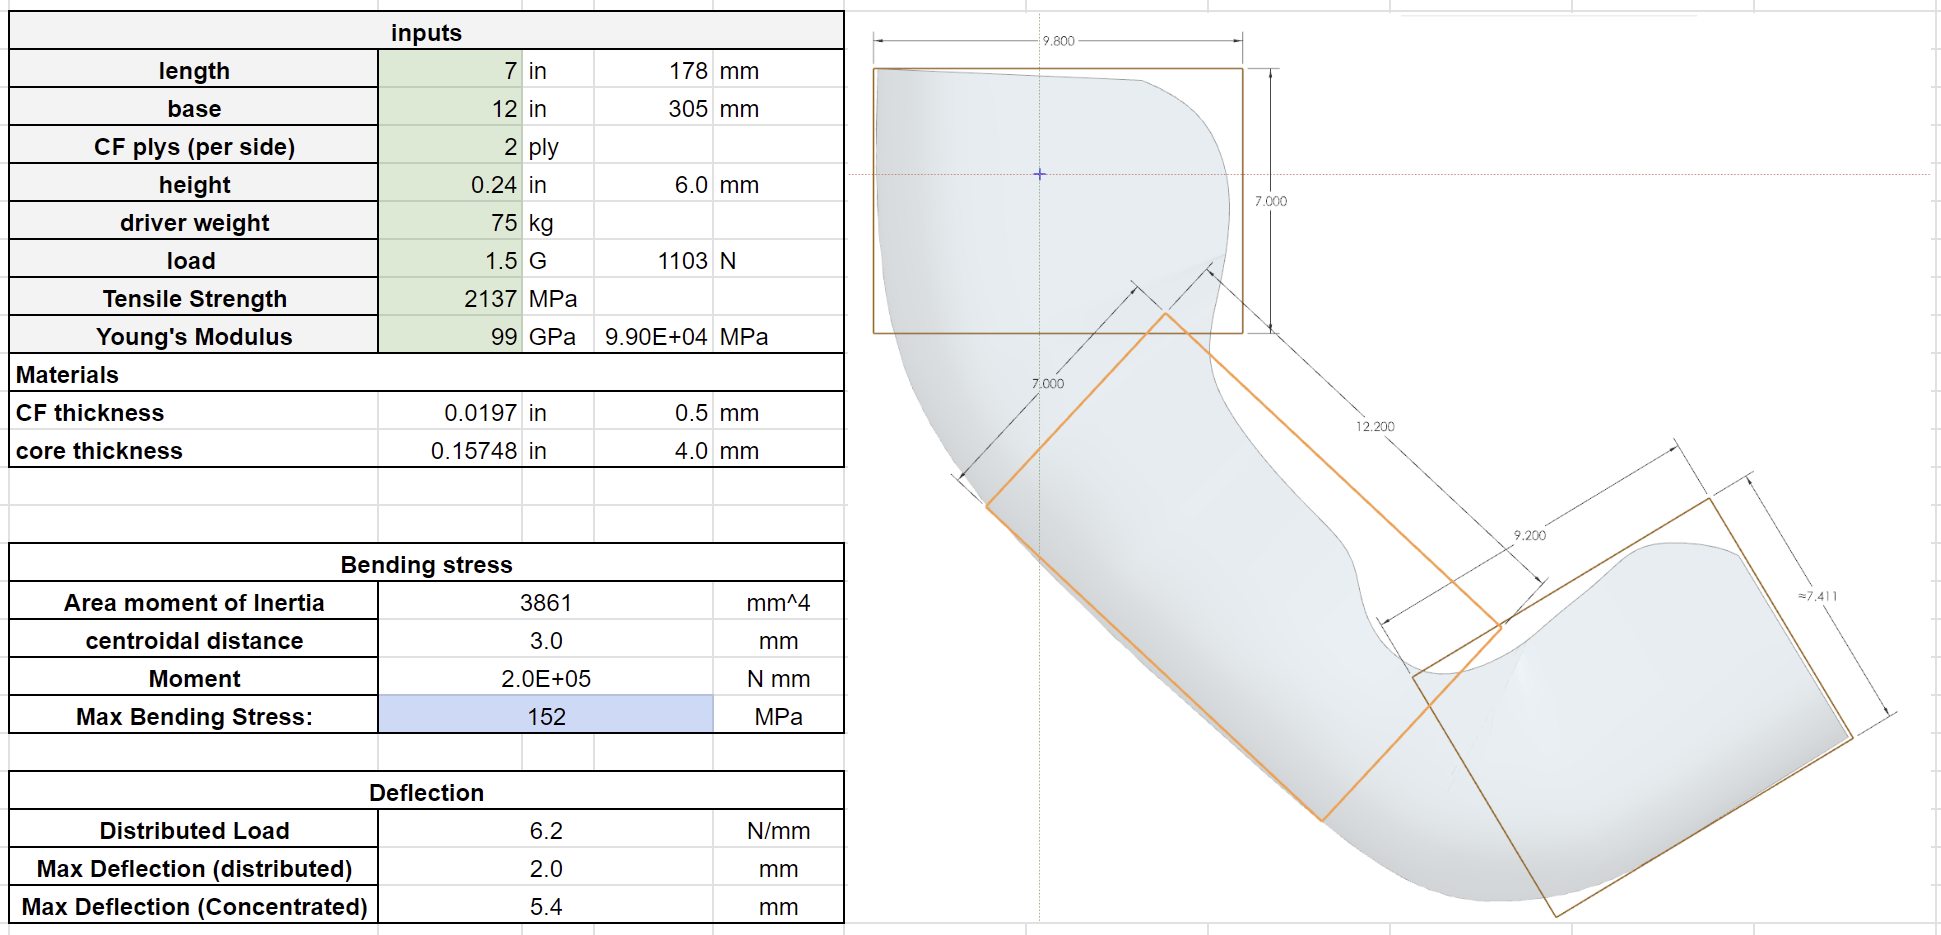 inputs
length 7 in 178 mm
base 12 in 305 mm
CF plys (per side) 2 ply
height 0.24 in 6.0 mm
driver weight 75 kg
load 1.5 G 1103 N
Tensile Strength 2137 MPa
Young's Modulus 99 GPa 9.90E+04 MPa
Materials
CF thickness 0.0197 in 0.5 mm
core thickness 0.15748 in 4.0 mm
Bending stress
Area moment of Inertia 3861 mm^4
centroidal distance 3.0 mm
Moment 2.0E+05 N mm
Max Bending Stress: 152 MPa
Deflection
Distributed Load 6.2 N/mm
Max Deflection (distributed) 2.0 mm
Max Deflection (Concentrated) 5.4 mm
9.800
7.000
7.000
12.200
9.200
≈7.411